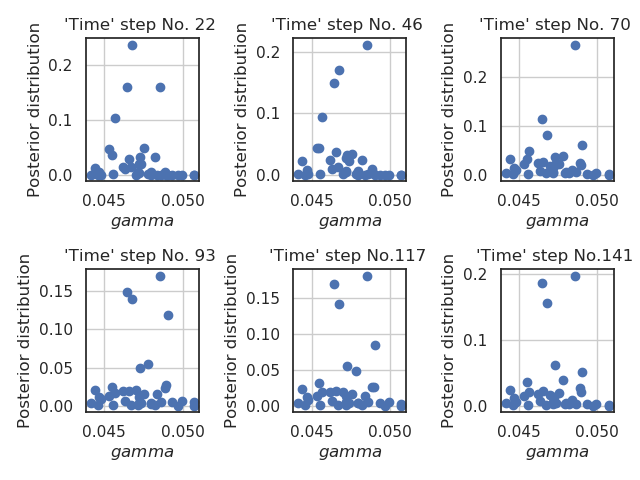 'Time' step No. 22
Posterior distribution
0.2
0.1
0.0
0.045
0.050
gamma
'Time' step No. 46
Posterior distribution
0.2
0.1
0.0
0.045
0.050
gamma
'Time' step No. 70
Posterior distribution
0.2
0.1
0.0
0.045
0.050
gamma
'Time' step No. 93
Posterior distribution
0.15
0.10
0.05
0.00
0.045
0.050
gamma
'Time' step No.117
Posterior distribution
0.15
0.10
0.05
0.00
0.045
0.050
gamma
'Time' step No.141
Posterior distribution
0.2
0.1
0.0
0.045
0.050
gamma